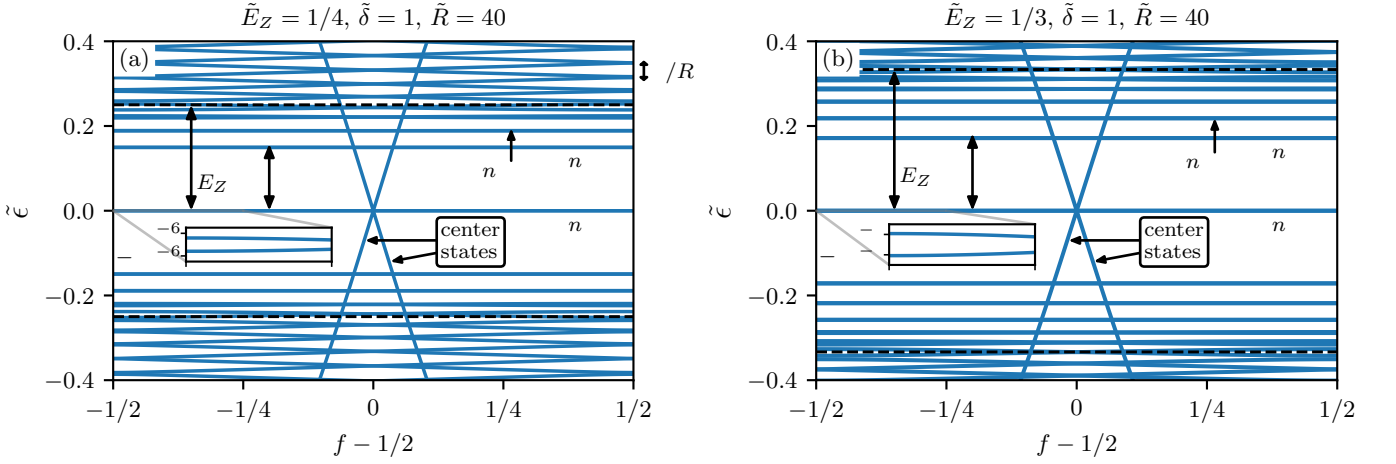 Ẽ_Z = 1/4, δ̃ = 1, R̃ = 40
(a)
0.4
0.2
0.0
−0.2
−0.4
ϵ̃
/R
n
n
E_Z
n
center
states
−6
−6
−
−1/2
−1/4
0
1/4
1/2
f − 1/2
Ẽ_Z = 1/3, δ̃ = 1, R̃ = 40
(b)
0.4
0.2
0.0
−0.2
−0.4
ϵ̃
n
n
E_Z
n
center
states
−
−
−
−1/2
−1/4
0
1/4
1/2
f − 1/2